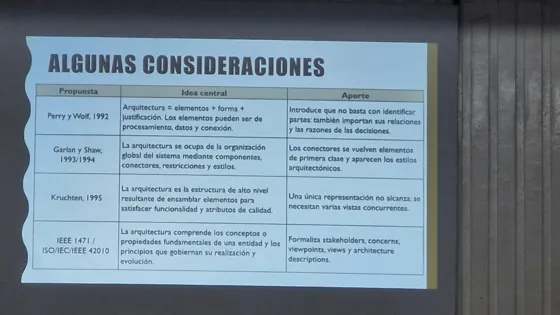 ALGUNAS CONSIDERACIONES
Propuesta
Idea central
Aporte
Perry y Wolf, 1992
Arquitectura = elementos + forma +
justificación. Los elementos pueden ser de
procesamiento, datos y conexión.
Introduce que no basta con identificar
partes: también importan sus relaciones
y las razones de las decisiones.
Garlan y Shaw,
1993/1994
La arquitectura se ocupa de la organización
global del sistema mediante componentes,
conectores, restricciones y estilos.
Los conectores se vuelven elementos
de primera clase y aparecen los estilos
arquitectónicos.
Kruchten, 1995
La arquitectura es la estructura de alto nivel
resultante de ensamblar elementos para
satisfacer funcionalidad y atributos de calidad.
Una única representación no alcanza: se
necesitan varias vistas concurrentes.
IEEE 1471 /
ISO/IEC/IEEE 42010
La arquitectura comprende los conceptos o
propiedades fundamentales de una entidad y los
principios que gobiernan su realización y
evolución.
Formaliza stakeholders, concerns,
viewpoints, views y architecture
descriptions.